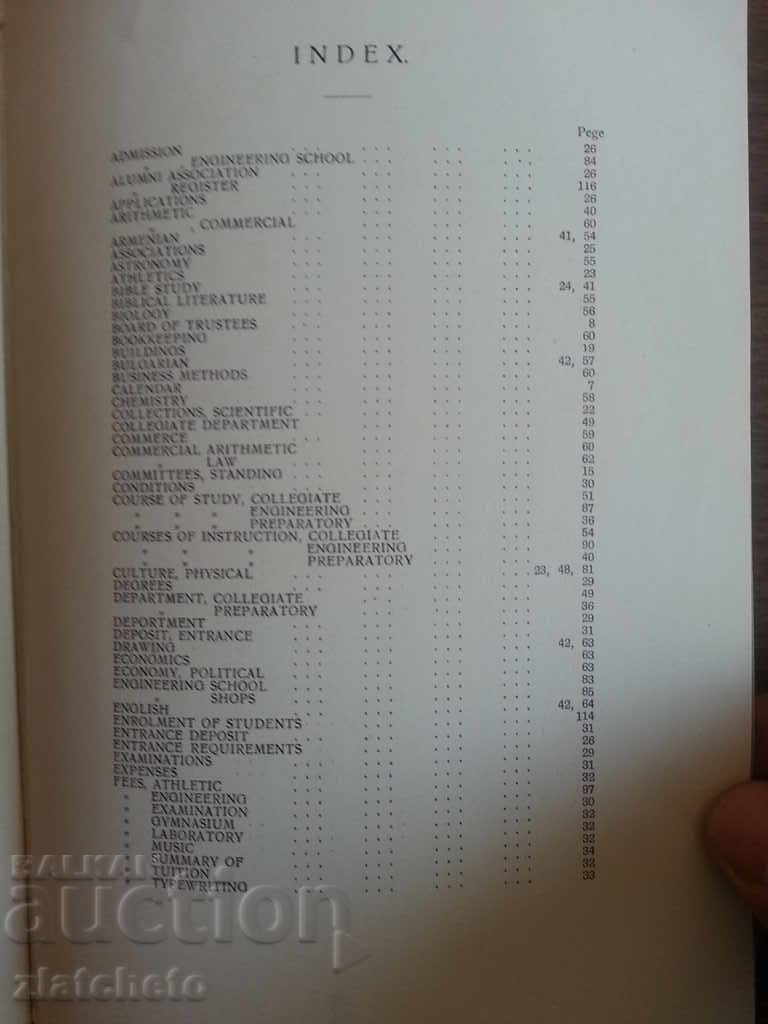 INDEX.
Pege
ADMISSION ... ... ... ... 26
" ENGINEERING SCHOOL ... ... ... 84
ALUMNI ASSOCIATION ... ... ... ... 26
" REGISTER ... ... ... ... 116
APPLICATIONS ... ... ... ... 26
ARITHMETIC ... ... ... ... 40
" , COMMERCIAL ... ... ... 60
ARMENIAN ... ... ... ... 41, 54
ASSOCIATIONS ... ... ... ... 25
ASTRONOMY ... ... ... ... 55
ATHLETICS ... ... ... ... 23
BIBLE STUDY ... ... ... ... 24, 41
BIBLICAL LITERATURE ... ... ... ... 55
BIOLOGY ... ... ... ... 56
BOARD OF TRUSTEES ... ... ... ... 8
BOOKKEEPING ... ... ... ... 60
BUILDINGS ... ... ... ... 19
BULGARIAN ... ... ... ... 42, 57
BUSINESS METHODS ... ... ... ... 60
CALENDAR ... ... ... ... 7
CHEMISTRY ... ... ... ... 58
COLLECTIONS, SCIENTIFIC .. ... ... ... 22
COLLEGIATE DEPARTMENT ... ... ... 49
COMMERCE ... ... ... ... 59
COMMERCIAL ARITHMETIC ... ... ... 60
" LAW ... ... ... ... 62
COMMITTEES, STANDING ... ... ... ... 15
CONDITIONS ... ... ... ... 30
COURSE OF STUDY, COLLEGIATE ... ... ... 51
" " " ENGINEERING ... ... ... 87
" " " PREPARATORY ... ... ... 36
COURSES OF INSTRUCTION, COLLEGIATE ... ... 54
" " " ENGINEERING ... ... 90
" " " PREPARATORY ... ... 40
CULTURE, PHYSICAL ... ... ... ... 23, 48, 81
DEGREES ... ... ... ... 29
DEPARTMENT, COLLEGIATE ... ... ... 49
" PREPARATORY ... ... ... 36
DEPORTMENT ... ... ... ... 29
DEPOSIT, ENTRANCE ... ... ... ... 31
DRAWING ... ... ... ... 42, 63
ECONOMICS ... ... ... ... 63
ECONOMY, POLITICAL ... ... ... ... 63
ENGINEERING SCHOOL ... ... ... ... 83
" SHOPS ... ... ... ... 85
ENGLISH ... ... ... ... 42, 64
ENROLMENT OF STUDENTS ... ... ... 114
ENTRANCE DEPOSIT ... ... ... ... 31
ENTRANCE REQUIREMENTS ... ... ... 26
EXAMINATIONS ... ... ... ... 29
EXPENSES ... ... ... ... 31
FEES, ATHLETIC ... ... ... ... 32
" ENGINEERING ... ... ... ... 97
" EXAMINATION ... ... ... ... 30
" GYMNASIUM ... ... ... ... 32
" LABORATORY ... ... ... ... 32
" MUSIC ... ... ... ... 32
" SUMMARY OF ... ... ... ... 34
" TUITION ... ... ... ... 32
" TYPEWRITING ... ... ... ... 33
BALKAN
auction
zlatcheto